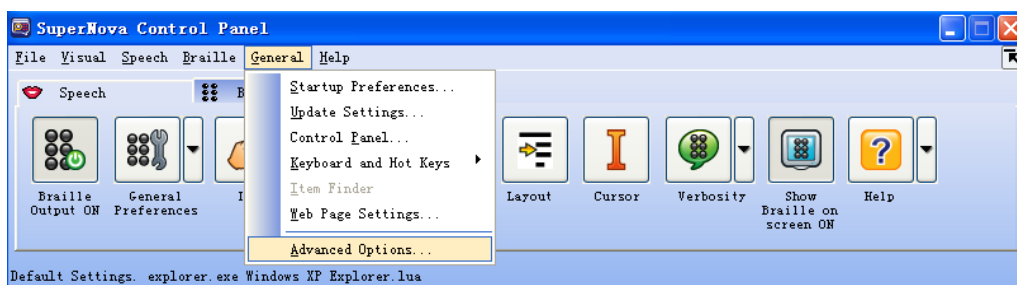 SuperNova Control Panel
File Visual Speech Braille General Help
Speech B
Startup Preferences...
Update Settings...
Control Panel...
Keyboard and Hot Keys
Item Finder
Web Page Settings...
Advanced Options...
Braille Output ON
General Preferences
I
Layout
Cursor
Verbosity
Show Braille on screen ON
Help
Default Settings. explorer.exe Windows XP Explorer.lua